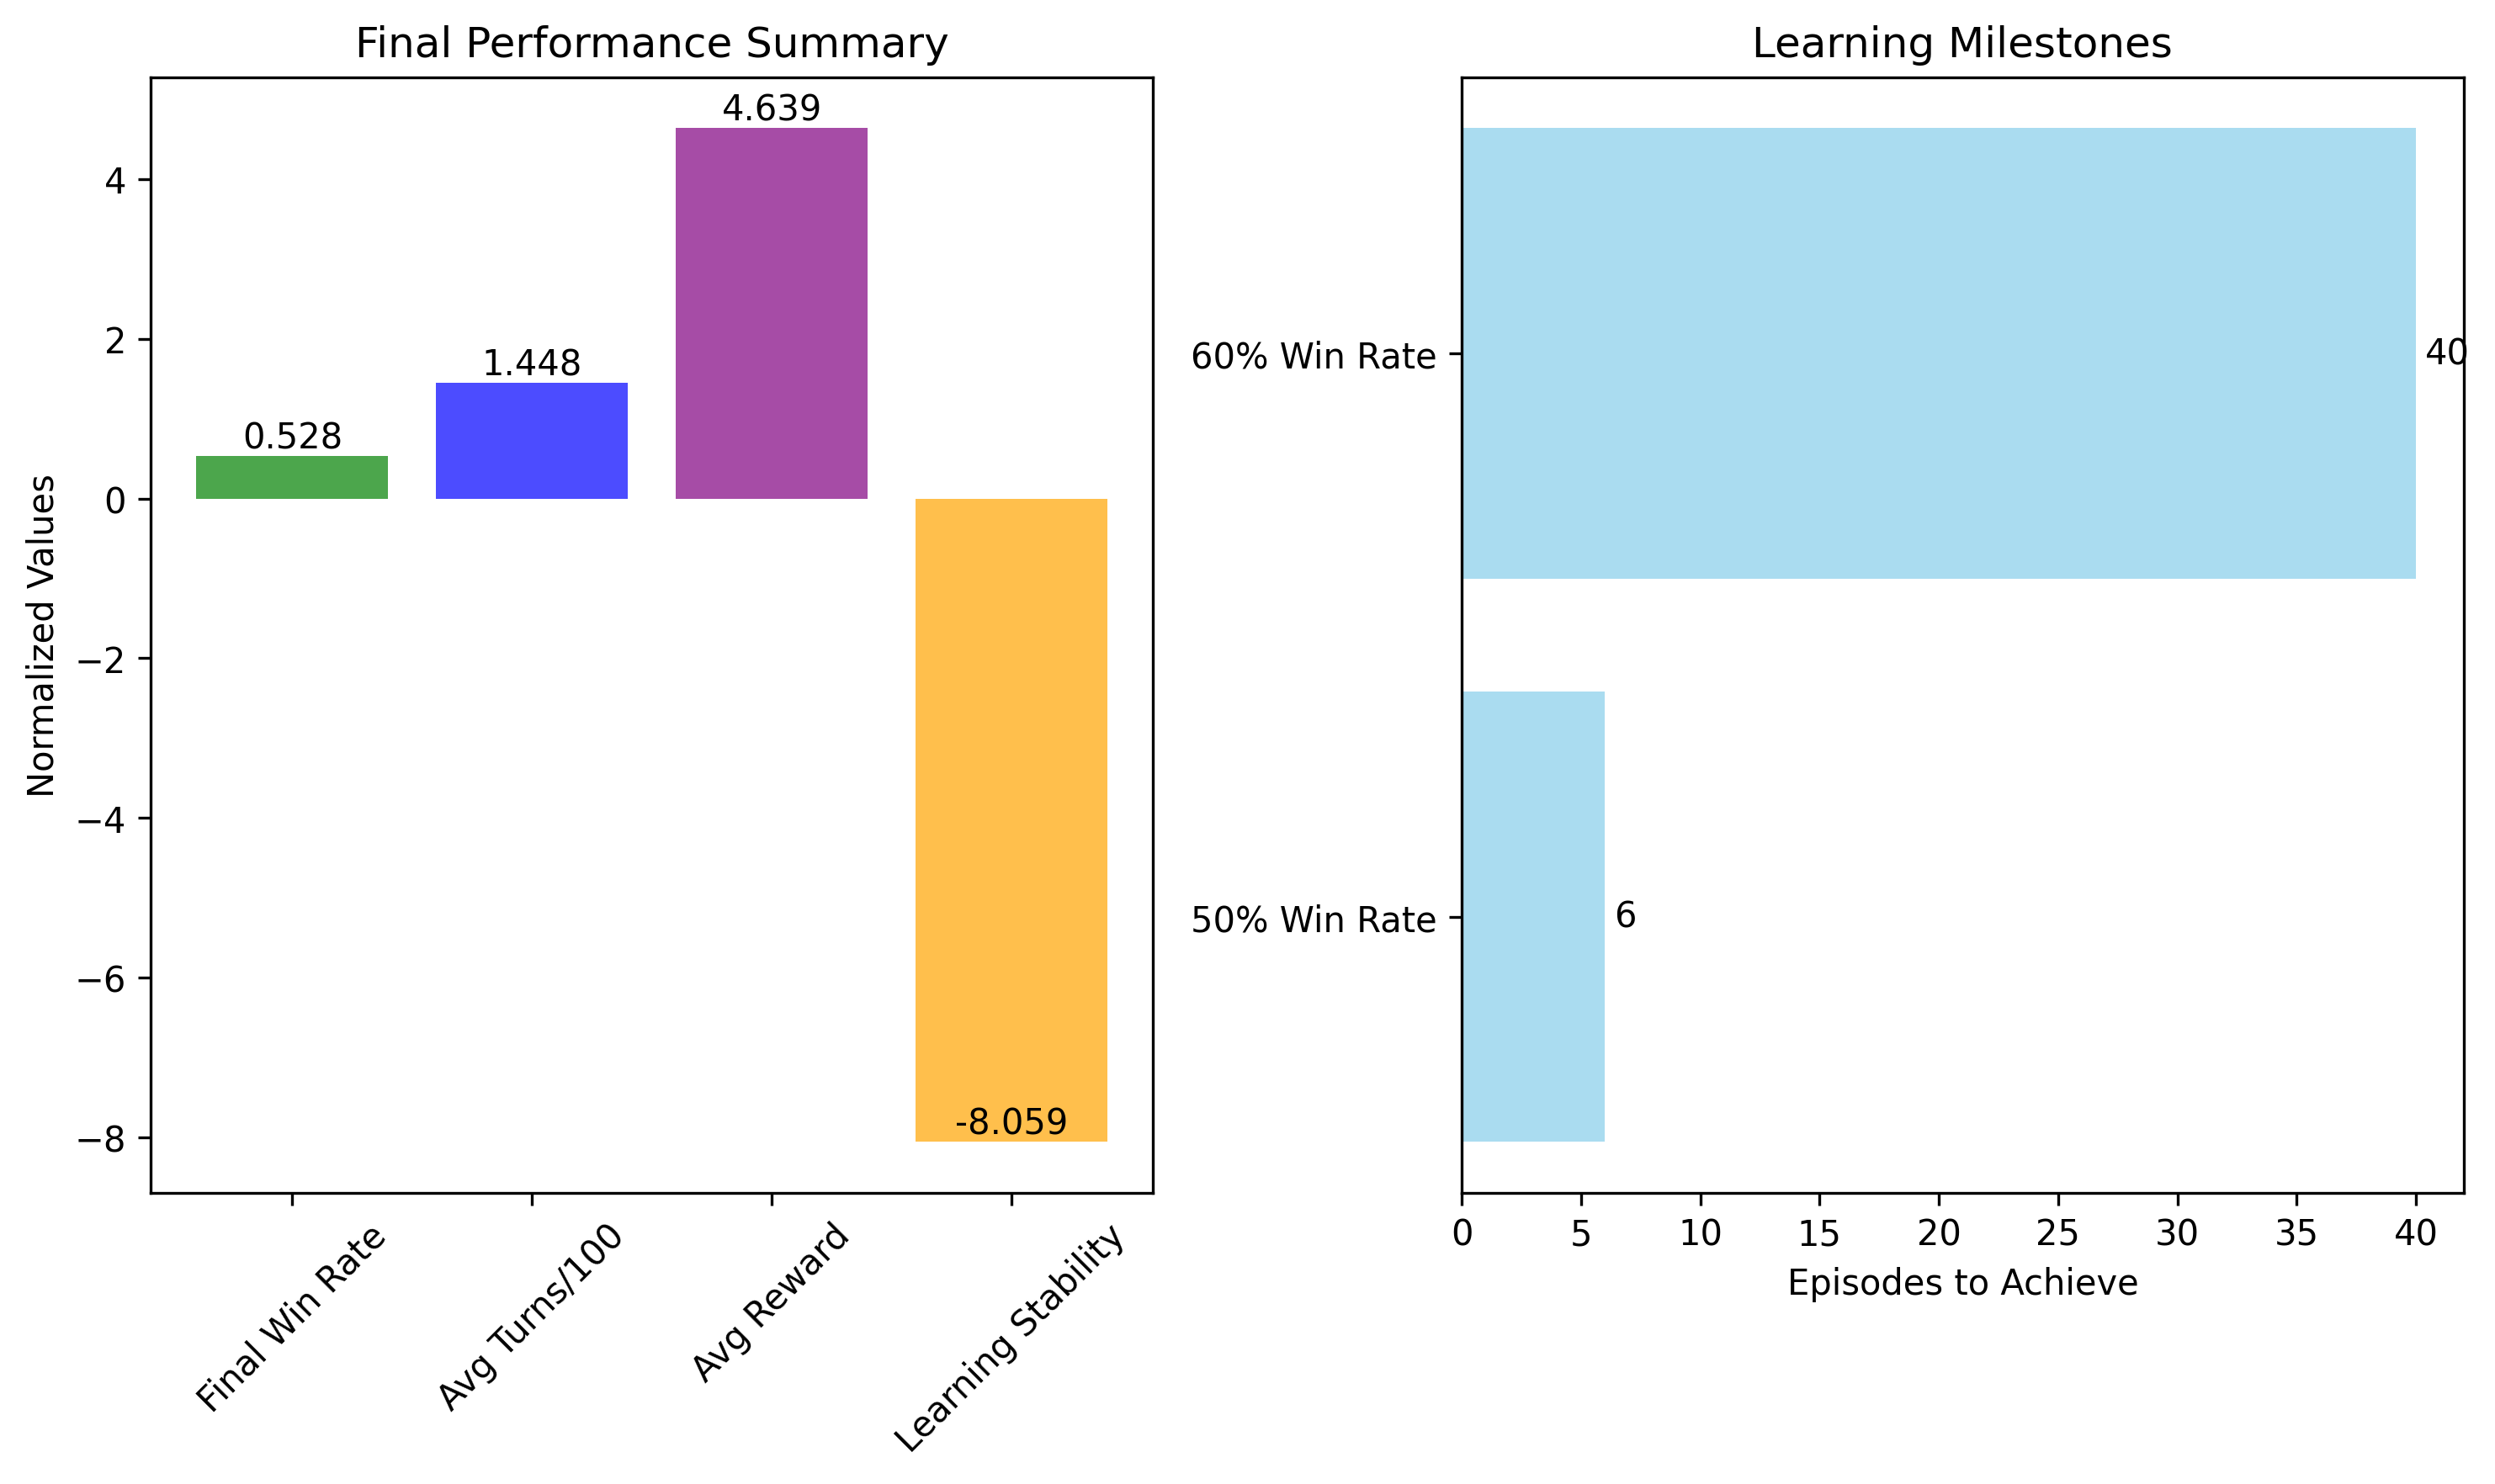 Final Performance Summary
Normalized Values
4
2
0
−2
−4
−6
−8
0.528
1.448
4.639
-8.059
Final Win Rate
Avg Turns/100
Avg Reward
Learning Stability
Learning Milestones
60% Win Rate
50% Win Rate
40
6
0 5 10 15 20 25 30 35 40
Episodes to Achieve